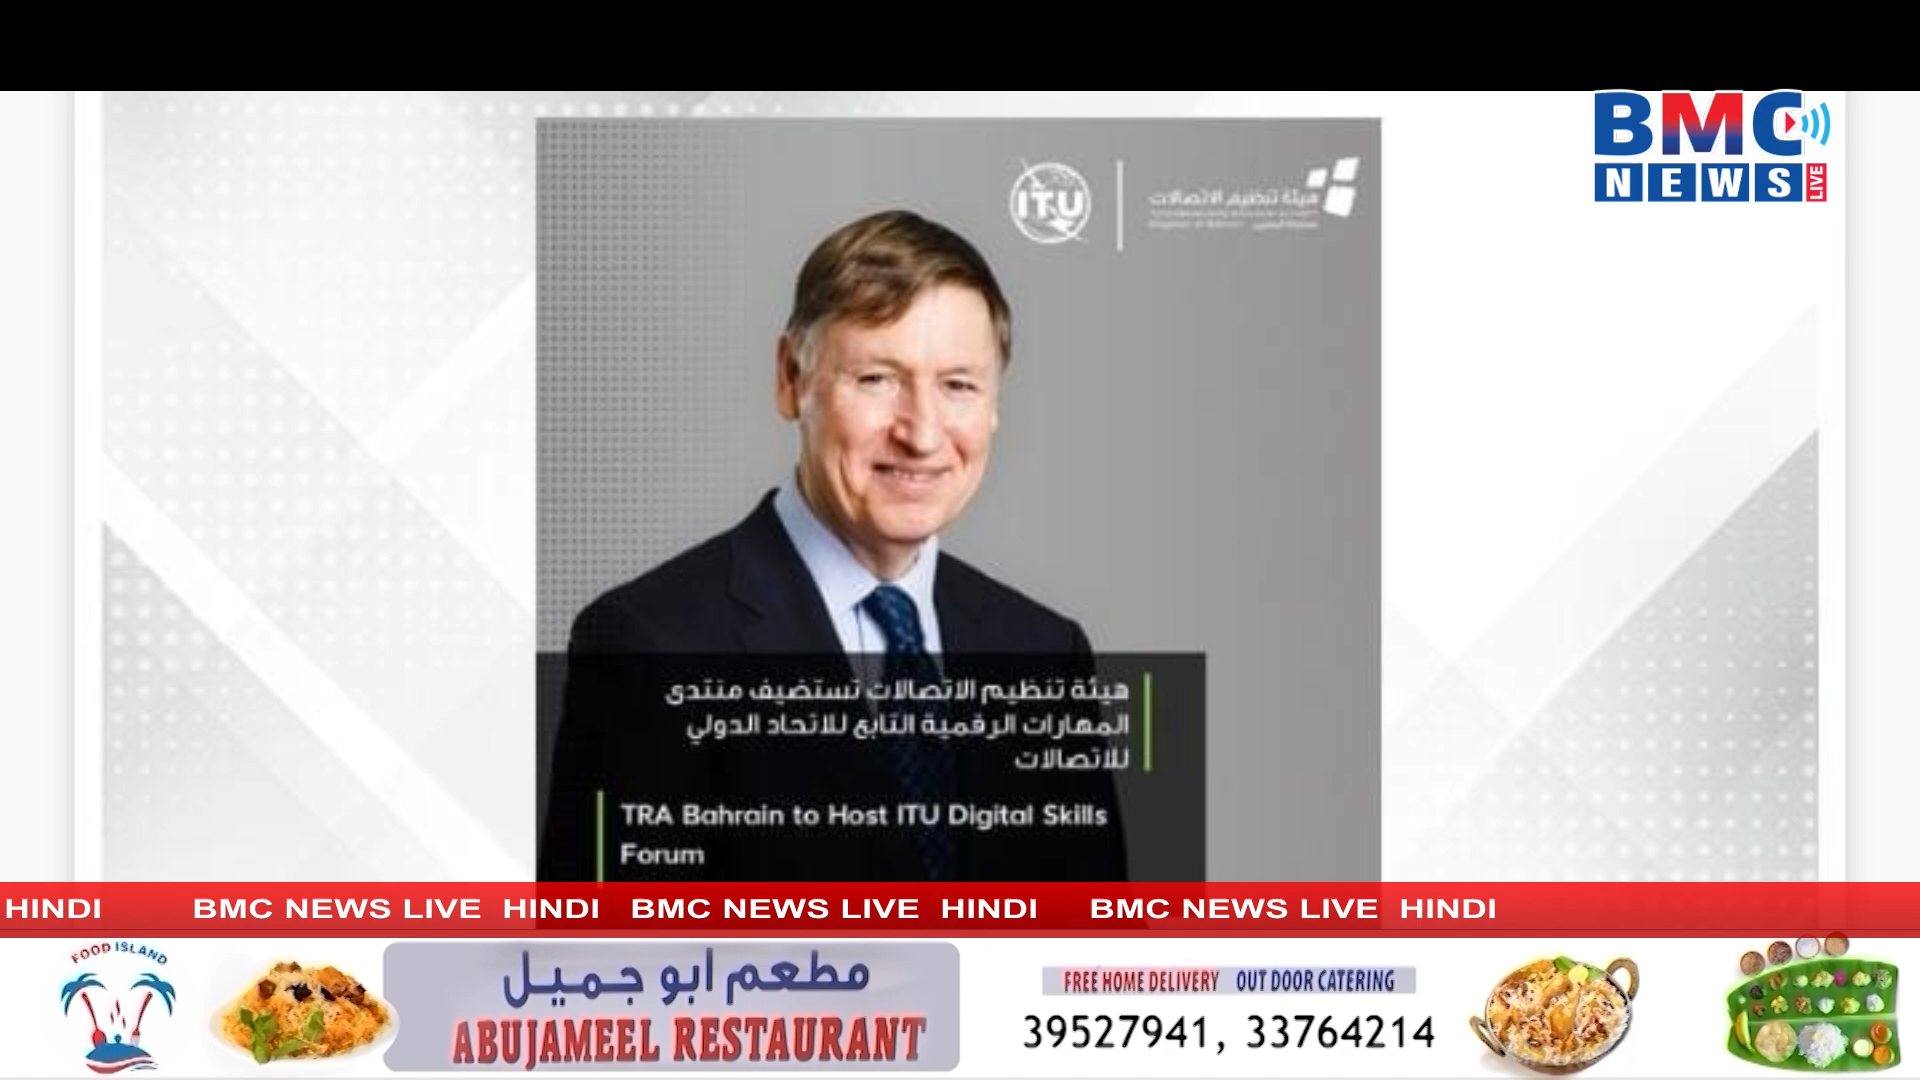 BMC
NEWS
LIVE
ITU
هيئة تنظيم الاتصالات
هيئة تنظيم الاتصالات تستضيف منتدى
المهارات الرقمية التابع للاتحاد الدولي
للاتصالات
TRA Bahrain to Host ITU Digital Skills
Forum
HINDI BMC NEWS LIVE HINDI BMC NEWS LIVE HINDI BMC NEWS LIVE HINDI
FOOD ISLAND
مطعم ابو جميل
ABUJAMEEL RESTAURANT
FREE HOME DELIVERY OUT DOOR CATERING
39527941, 33764214